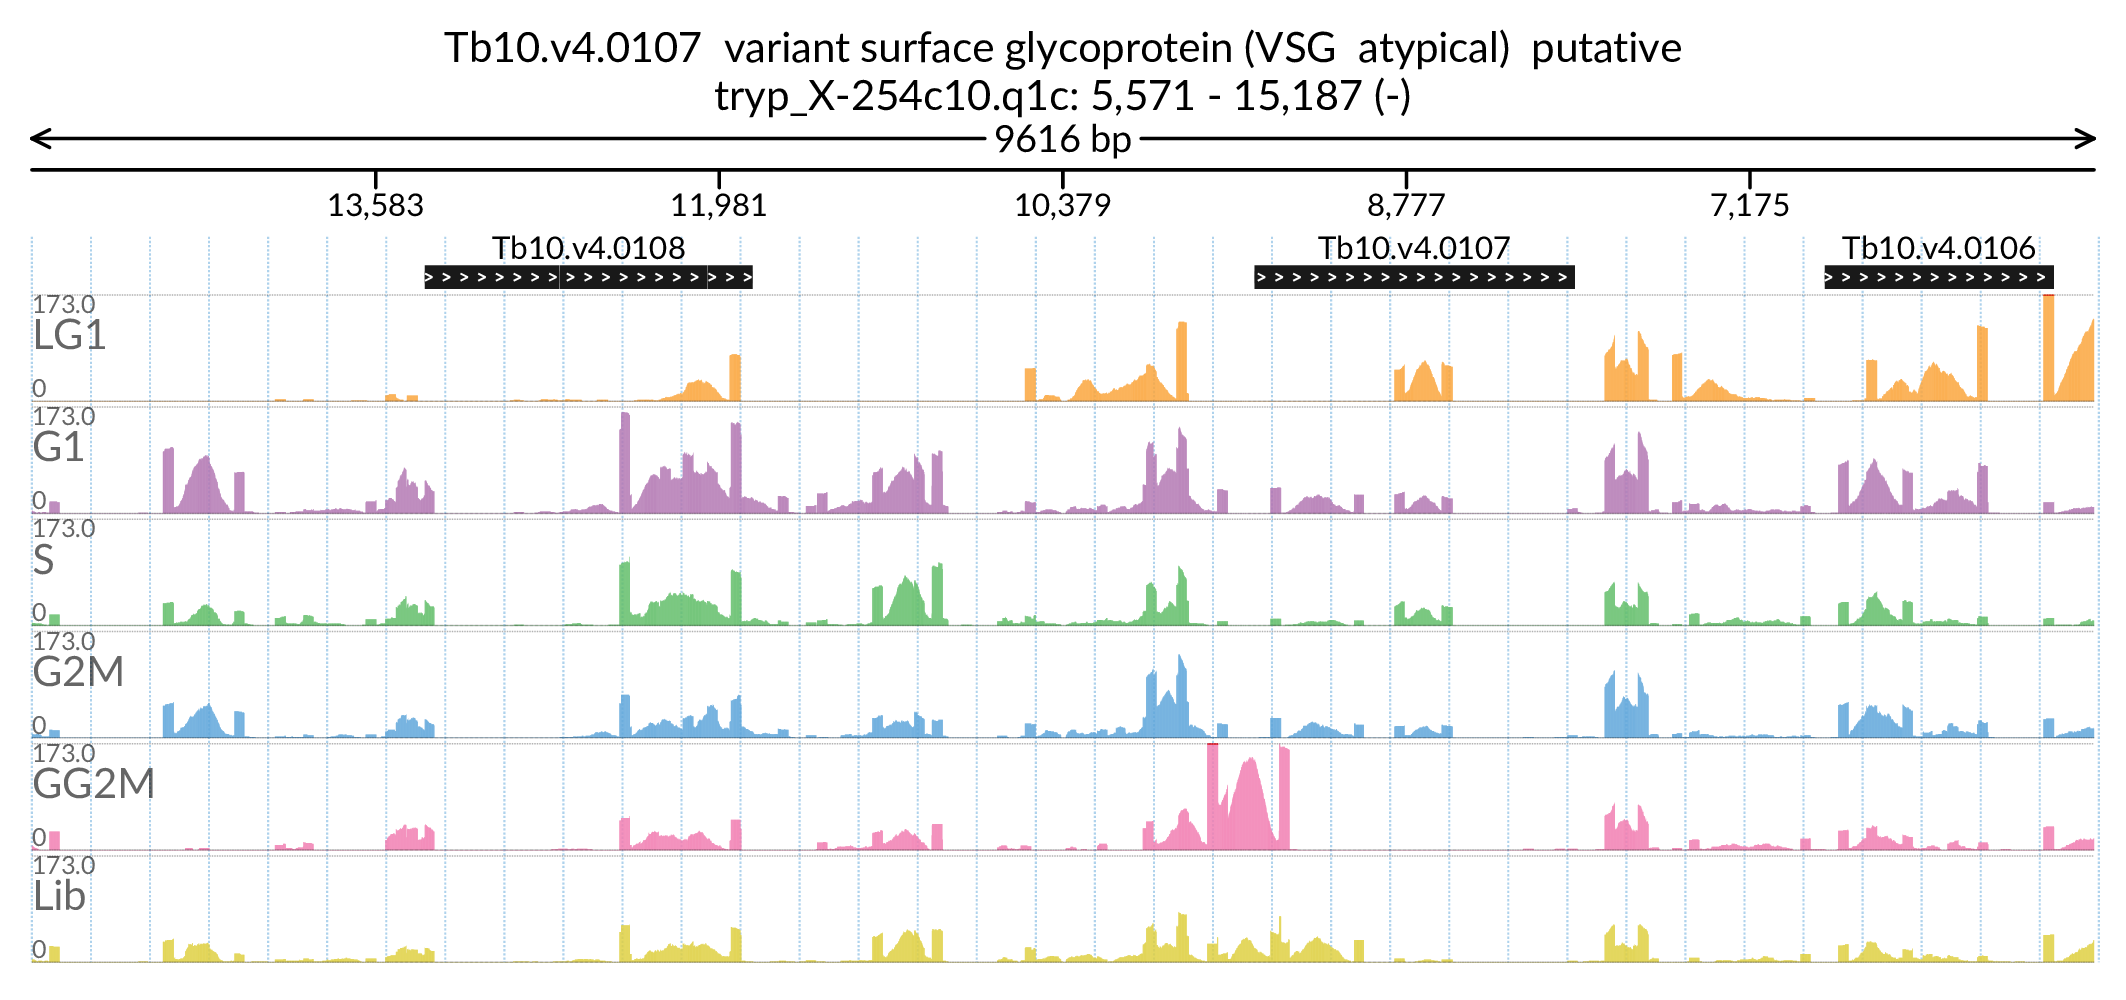 Tb10.v4.0107  variant surface glycoprotein (VSG  atypical)  putative
tryp_X-254c10.q1c: 5,571 - 15,187 (-)
9616 bp
13,583 11,981 10,379 8,777 7,175
Tb10.v4.0108 Tb10.v4.0107 Tb10.v4.0106
173.0
LG1
0
173.0
G1
0
173.0
S
0
173.0
G2M
0
173.0
GG2M
0
173.0
Lib
0